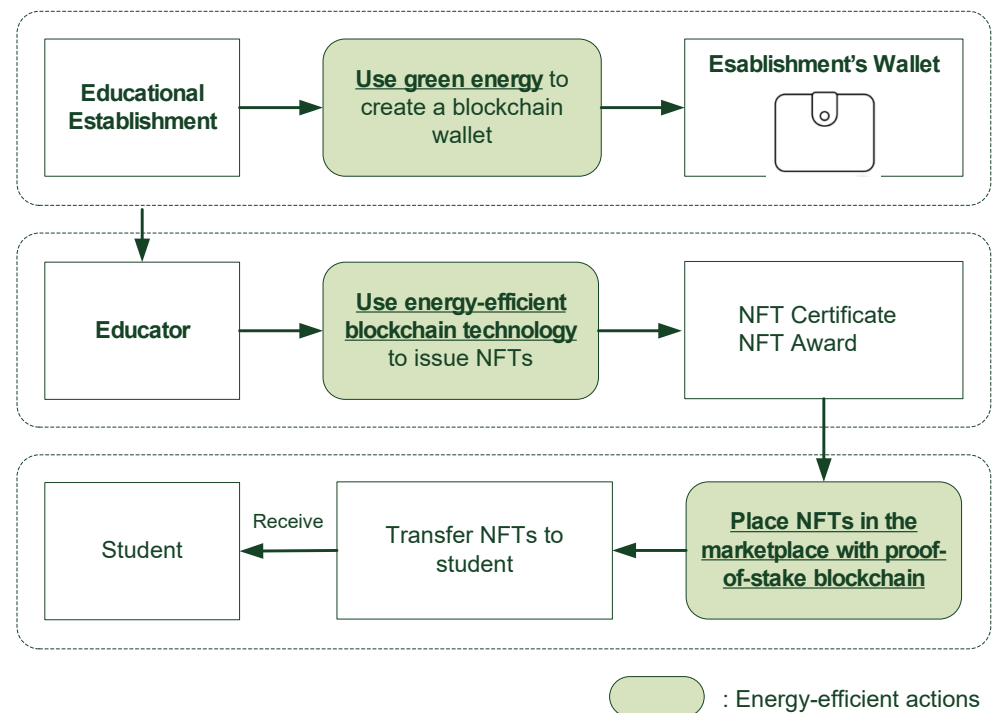 Educational
Establishment
Use green energy to
create a blockchain
wallet
Esablishment's Wallet
Educator
Use energy-efficient
blockchain technology
to issue NFTs
NFT Certificate
NFT Award
Student
Receive
Transfer NFTs to
student
Place NFTs in the
marketplace with proof-
of-stake blockchain
: Energy-efficient actions